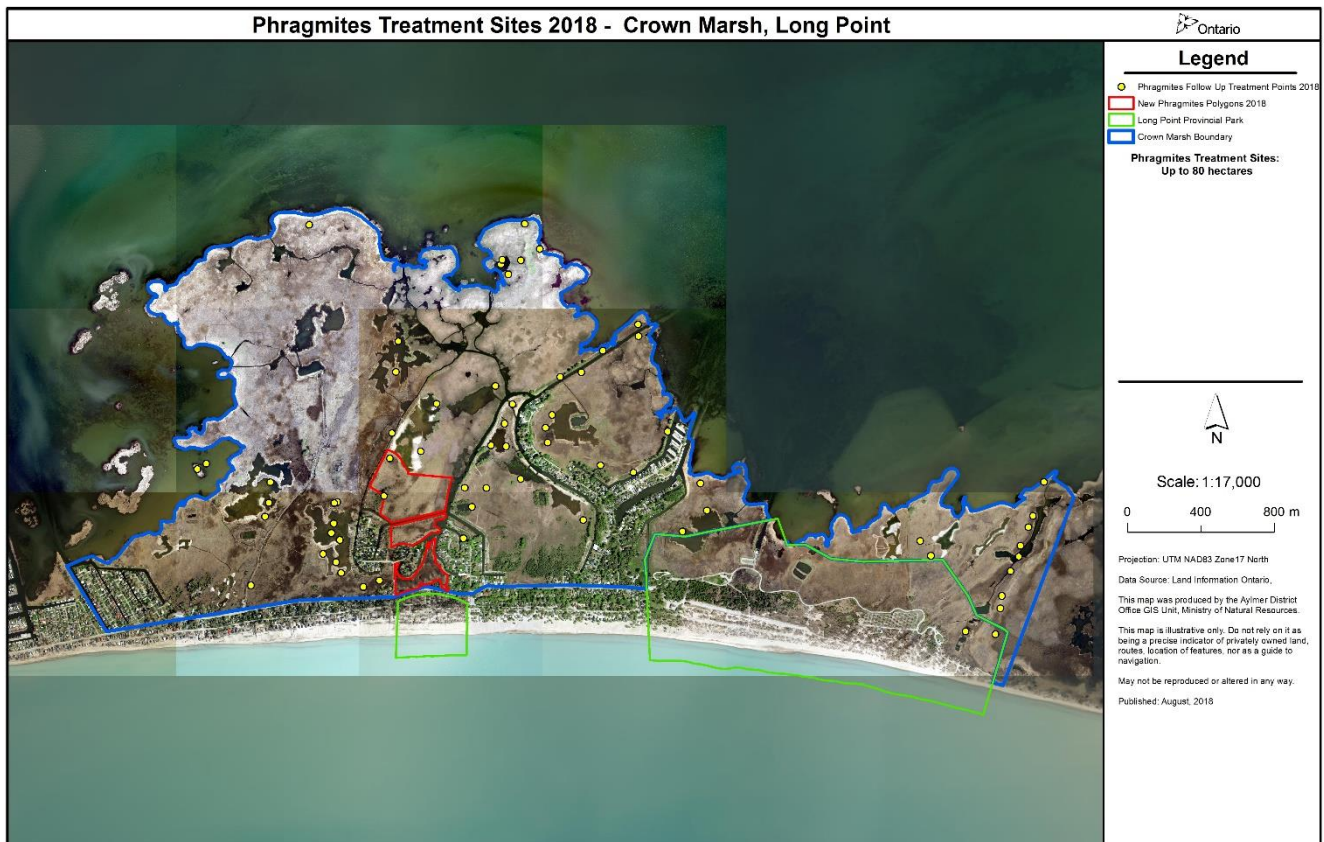 Phragmites Treatment Sites 2018 - Crown Marsh, Long Point
Ontario
Legend
Phragmites Follow Up Treatment Points 2018
New Phragmites Polygons 2018
Long Point Provincial Park
Crown Marsh Boundary
Phragmites Treatment Sites:
Up to 80 hectares
N
Scale: 1:17,000
0 400 800 m
Projection: UTM NAD83 Zone17 North
Data Source: Land Information Ontario,
This map was produced by the Aylmer District
Office GIS Unit, Ministry of Natural Resources.
This map is illustrative only. Do not rely on it as
being a precise indicator of privately owned land,
routes, location of features, nor as a guide to
navigation.
May not be reproduced or altered in any way.
Published: August, 2018